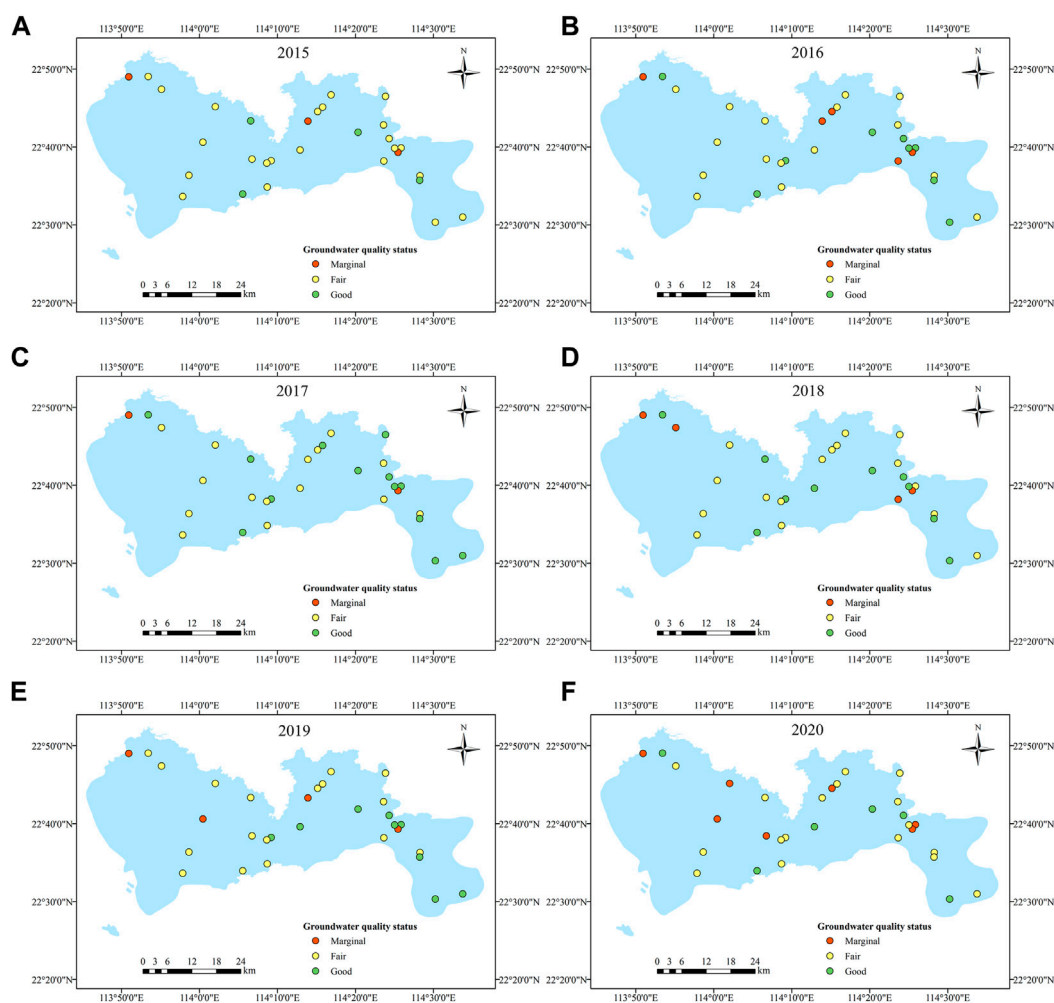 A
113°50'0"E 114°0'0"E 114°10'0"E 114°20'0"E 114°30'0"E
2015
N
22°50'0"N 22°50'0"N
22°40'0"N 22°40'0"N
22°30'0"N 22°30'0"N
22°20'0"N 22°20'0"N
Groundwater quality status
Marginal
Fair
Good
0 3 6 12 18 24
km
113°50'0"E 114°0'0"E 114°10'0"E 114°20'0"E 114°30'0"E
B
113°50'0"E 114°0'0"E 114°10'0"E 114°20'0"E 114°30'0"E
2016
N
22°50'0"N 22°50'0"N
22°40'0"N 22°40'0"N
22°30'0"N 22°30'0"N
22°20'0"N 22°20'0"N
Groundwater quality status
Marginal
Fair
Good
0 3 6 12 18 24
km
113°50'0"E 114°0'0"E 114°10'0"E 114°20'0"E 114°30'0"E
C
113°50'0"E 114°0'0"E 114°10'0"E 114°20'0"E 114°30'0"E
2017
N
22°50'0"N 22°50'0"N
22°40'0"N 22°40'0"N
22°30'0"N 22°30'0"N
22°20'0"N 22°20'0"N
Groundwater quality status
Marginal
Fair
Good
0 3 6 12 18 24
km
113°50'0"E 114°0'0"E 114°10'0"E 114°20'0"E 114°30'0"E
D
113°50'0"E 114°0'0"E 114°10'0"E 114°20'0"E 114°30'0"E
2018
N
22°50'0"N 22°50'0"N
22°40'0"N 22°40'0"N
22°30'0"N 22°30'0"N
22°20'0"N 22°20'0"N
Groundwater quality status
Marginal
Fair
Good
0 3 6 12 18 24
km
113°50'0"E 114°0'0"E 114°10'0"E 114°20'0"E 114°30'0"E
E
113°50'0"E 114°0'0"E 114°10'0"E 114°20'0"E 114°30'0"E
2019
N
22°50'0"N 22°50'0"N
22°40'0"N 22°40'0"N
22°30'0"N 22°30'0"N
22°20'0"N 22°20'0"N
Groundwater quality status
Marginal
Fair
Good
0 3 6 12 18 24
km
113°50'0"E 114°0'0"E 114°10'0"E 114°20'0"E 114°30'0"E
F
113°50'0"E 114°0'0"E 114°10'0"E 114°20'0"E 114°30'0"E
2020
N
22°50'0"N 22°50'0"N
22°40'0"N 22°40'0"N
22°30'0"N 22°30'0"N
22°20'0"N 22°20'0"N
Groundwater quality status
Marginal
Fair
Good
0 3 6 12 18 24
km
113°50'0"E 114°0'0"E 114°10'0"E 114°20'0"E 114°30'0"E